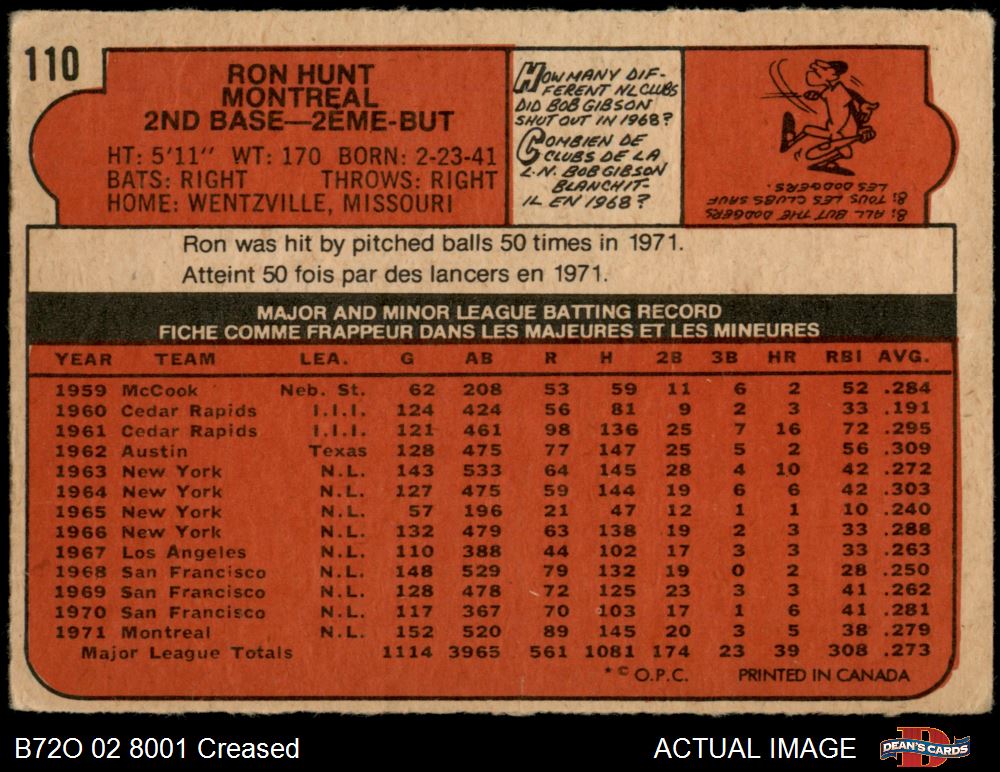 110
RON HUNT
MONTREAL
2ND BASE—2ÈME-BUT
HT: 5'11" WT: 170 BORN: 2-23-41
BATS: RIGHT THROWS: RIGHT
HOME: WENTZVILLE, MISSOURI
HOW MANY DIF-
FERENT NL CLUBS
DID BOB GIBSON
SHUT OUT IN 1968?
COMBIEN DE
CLUBS DE LA
L.N. BOB GIBSON
BLANCHIT-
IL EN 1968?
8: ALL BUT THE DODGERS
8: TOUS LES CLUBS SAUF
LES DODGERS.
Ron was hit by pitched balls 50 times in 1971.
Atteint 50 fois par des lancers en 1971.
MAJOR AND MINOR LEAGUE BATTING RECORD
FICHE COMME FRAPPEUR DANS LES MAJEURES ET LES MINEURES
YEAR TEAM LEA. G AB R H 2B 3B HR RBI AVG.
1959 McCook Neb. St. 62 208 53 59 11 6 2 52 .284
1960 Cedar Rapids I.I.I. 124 424 56 81 9 2 3 33 .191
1961 Cedar Rapids I.I.I. 121 461 98 136 25 7 16 72 .295
1962 Austin Texas 128 475 77 147 25 5 2 56 .309
1963 New York N.L. 143 533 64 145 28 4 10 42 .272
1964 New York N.L. 127 475 59 144 19 6 6 42 .303
1965 New York N.L. 57 196 21 47 12 1 1 10 .240
1966 New York N.L. 132 479 63 138 19 2 3 33 .288
1967 Los Angeles N.L. 110 388 44 102 17 3 3 33 .263
1968 San Francisco N.L. 148 529 79 132 19 0 2 28 .250
1969 San Francisco N.L. 128 478 72 125 23 3 3 41 .262
1970 San Francisco N.L. 117 367 70 103 17 1 6 41 .281
1971 Montreal N.L. 152 520 89 145 20 3 5 38 .279
Major League Totals 1114 3965 561 1081 174 23 39 308 .273
* © O.P.C. PRINTED IN CANADA
B72O 02 8001 Creased ACTUAL IMAGE DEAN'S CARDS